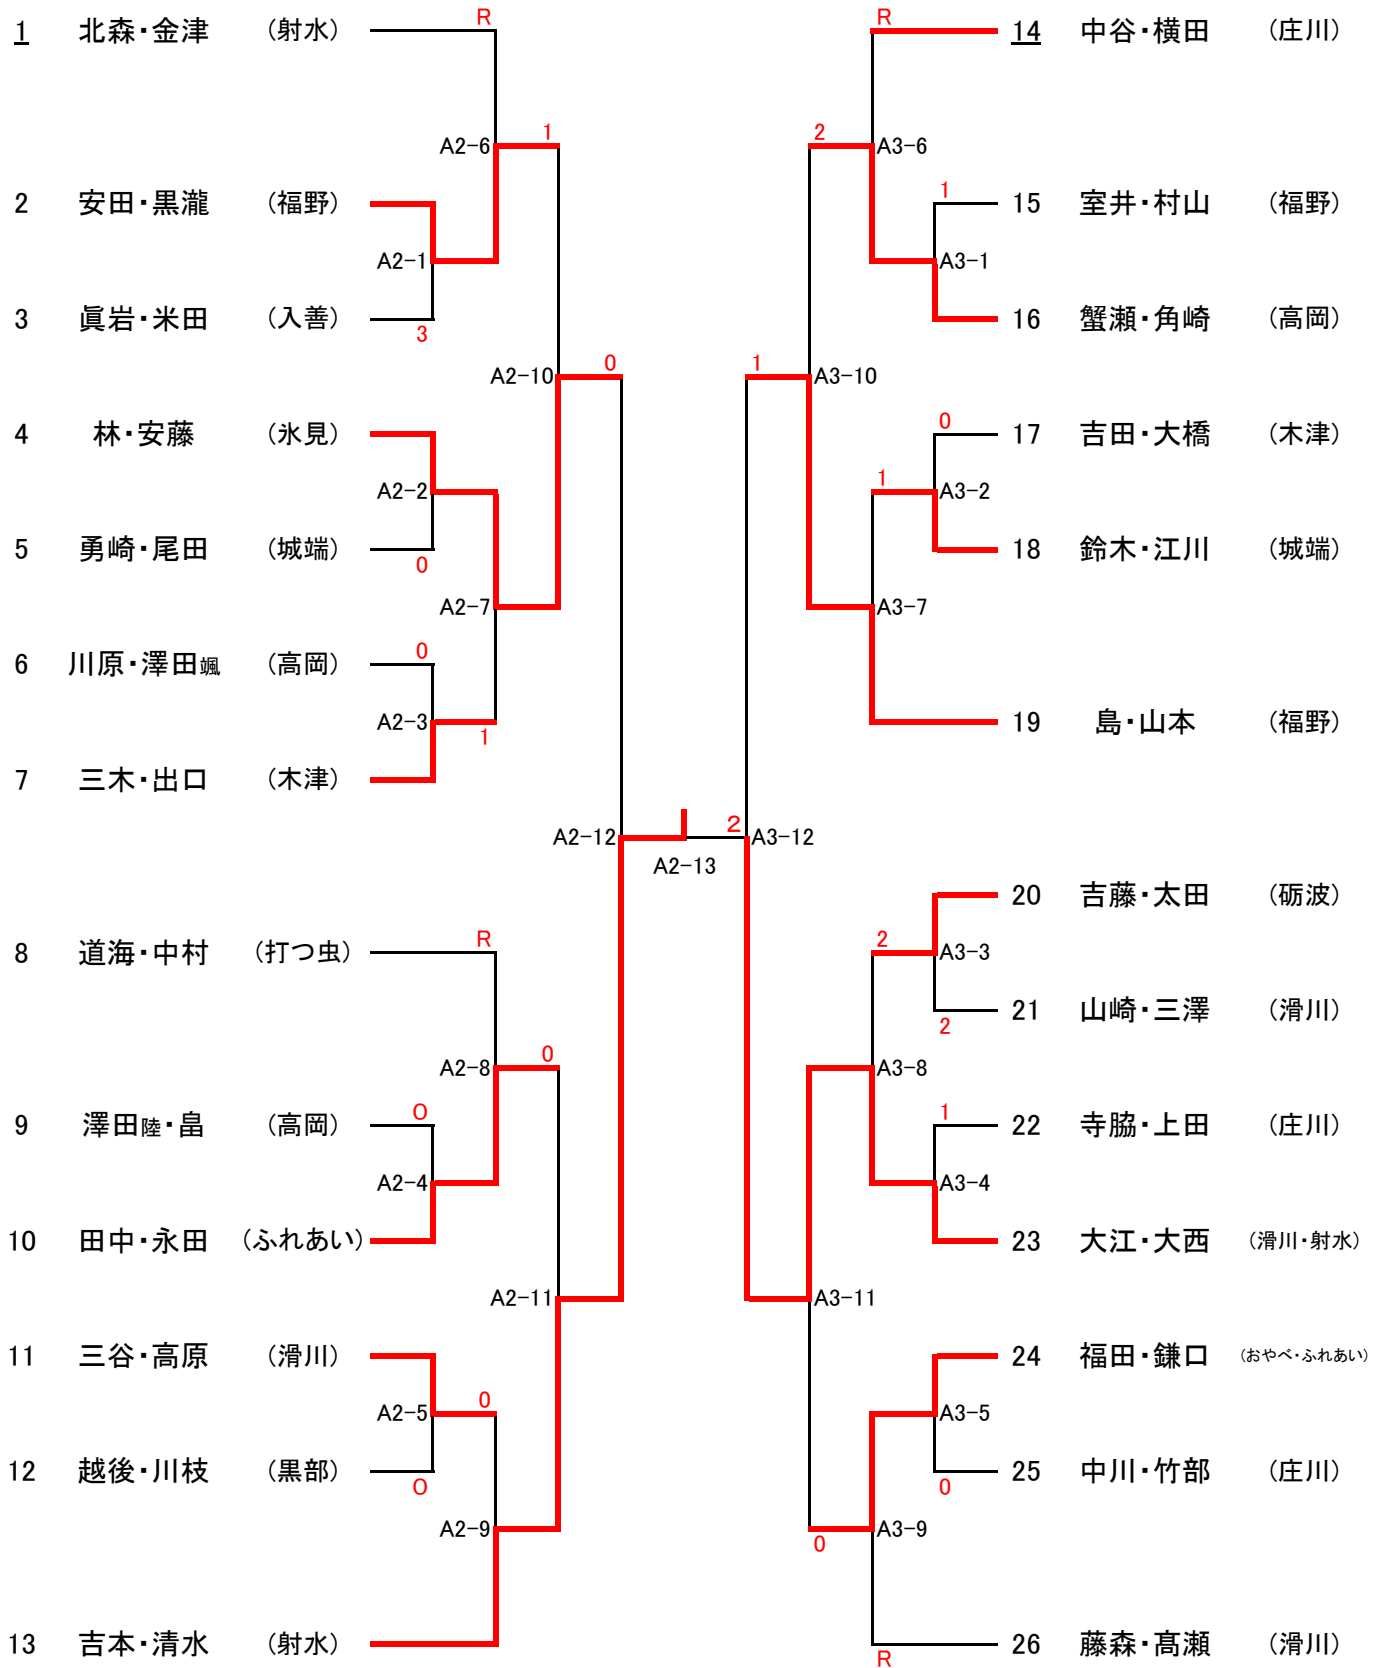 1 北森・金津 (射水) R R 14 中谷・横田 (庄川)
1 2
A2-6 A3-6
2 安田・黒瀧 (福野) 1 15 室井・村山 (福野)
A2-1 A3-1
3 眞岩・米田 (入善) 16 蟹瀬・角崎 (高岡)
3
0 1
A2-10 A3-10
4 林・安藤 (氷見) 0 17 吉田・大橋 (木津)
1
A2-2 A3-2
5 勇崎・尾田 (城端) 18 鈴木・江川 (城端)
0
A2-7 A3-7
6 川原・澤田颯 (高岡) 0
A2-3 19 島・山本 (福野)
1
7 三木・出口 (木津)
2
A2-12 A3-12
A2-13
20 吉藤・太田 (砺波)
8 道海・中村 (打つ虫) R 2 A3-3
21 山崎・三澤 (滑川)
2
0
A2-8 A3-8
9 澤田陸・畠 (高岡) O 1 22 寺脇・上田 (庄川)
A2-4 A3-4
10 田中・永田 (ふれあい) 23 大江・大西 (滑川・射水)
A2-11 A3-11
11 三谷・高原 (滑川) 24 福田・鎌口 (おやべ・ふれあい)
0
A2-5 A3-5
12 越後・川枝 (黒部) 25 中川・竹部 (庄川)
O 0
A2-9 A3-9
0
13 吉本・清水 (射水) 26 藤森・髙瀬 (滑川)
R